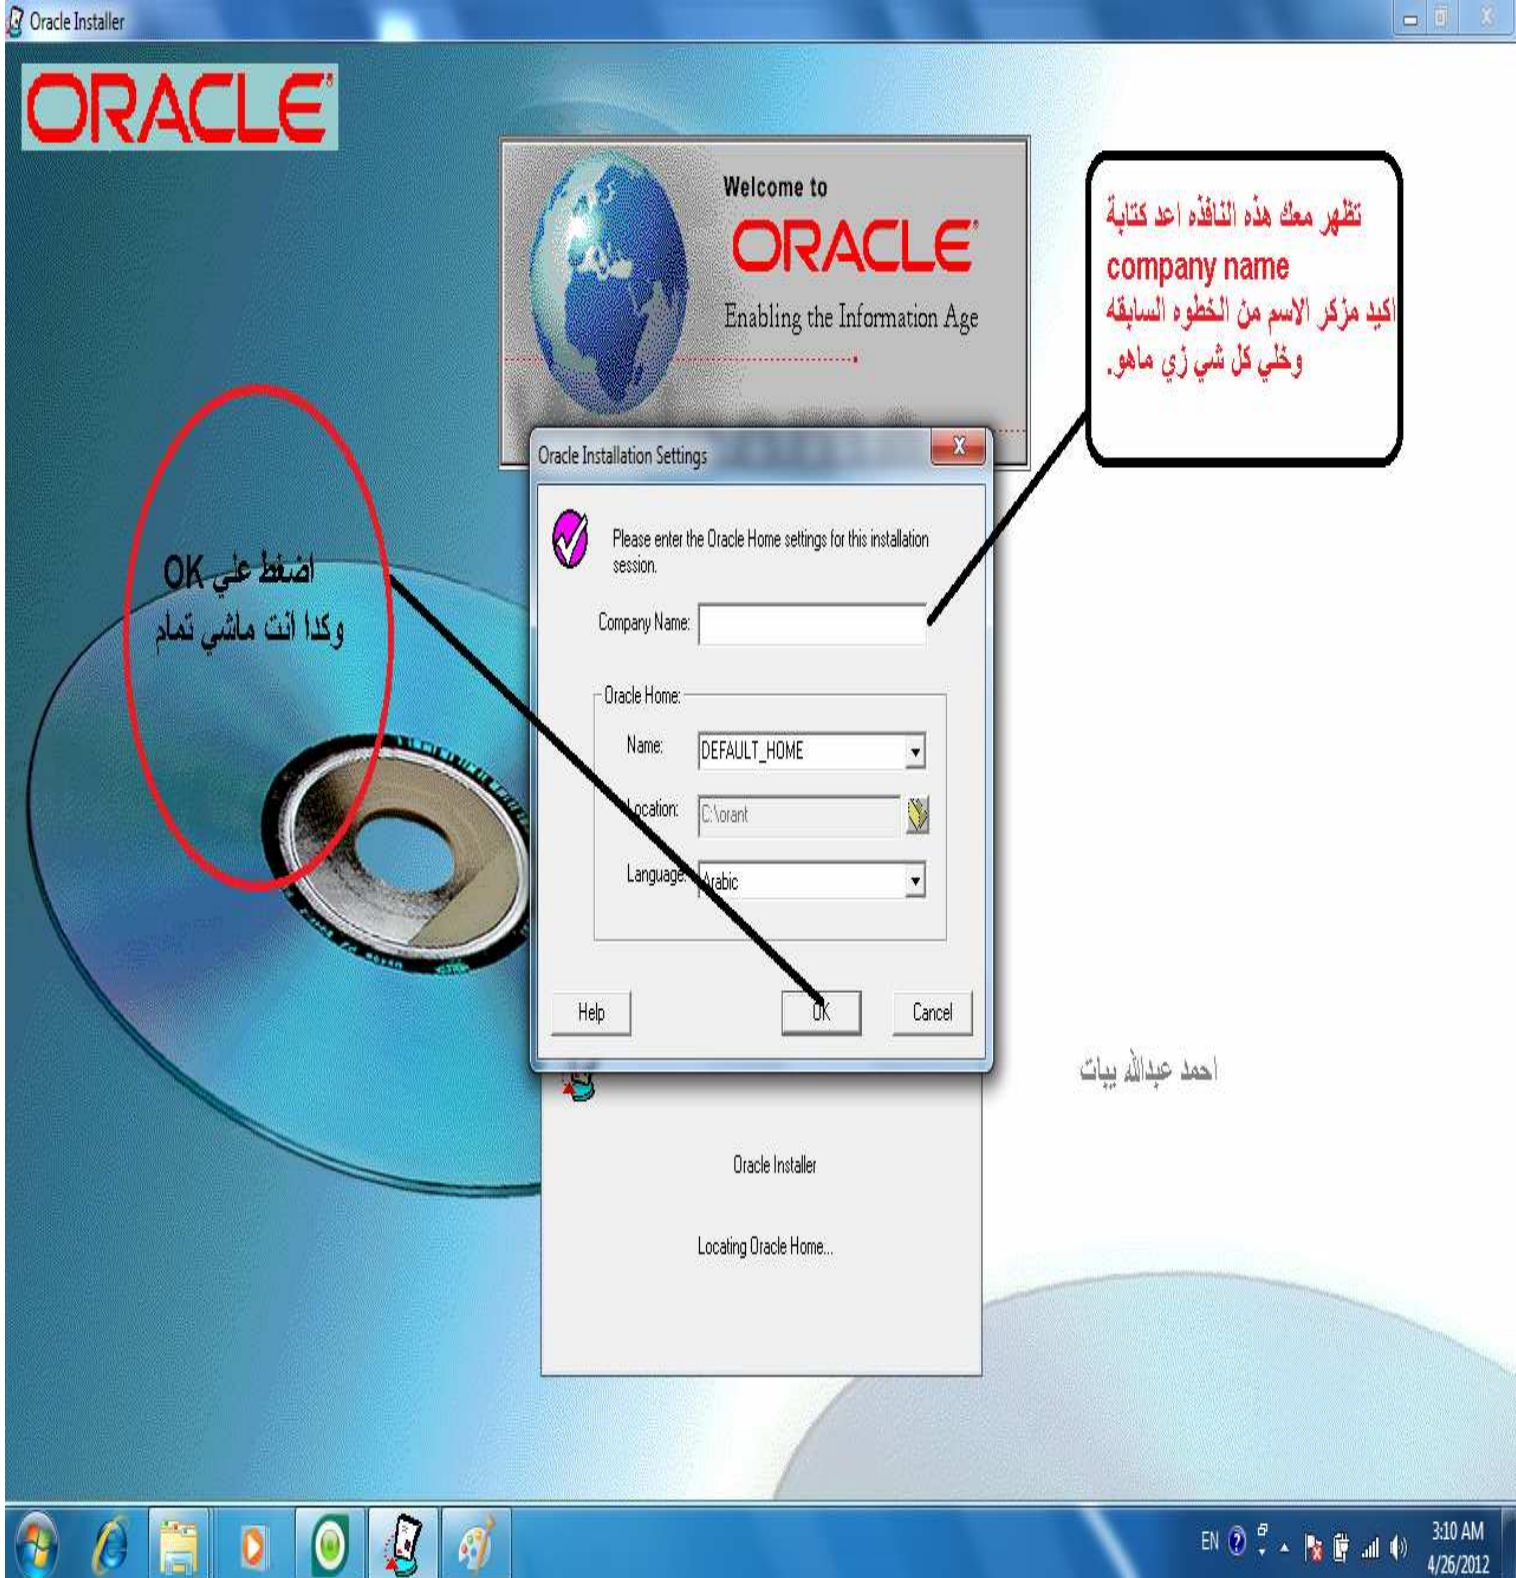 Oracle Installer
ORACLE
Welcome to
ORACLE
Enabling the Information Age
تظهر معك هذه النافذه اعد كتابة
company name
اكيد مزكر الاسم من الخطوه السابقه
وخلي كل شي زي ماهو.
Oracle Installation Settings
Please enter the Oracle Home settings for this installation
session.
Company Name:
Oracle Home:
Name: DEFAULT_HOME
Location: C:\orant
Language: Arabic
Help OK Cancel
اضغط علي OK
وكدا انت ماشي تمام
احمد عبدالله بيات
Oracle Installer
Locating Oracle Home...
EN
3:10 AM
4/26/2012